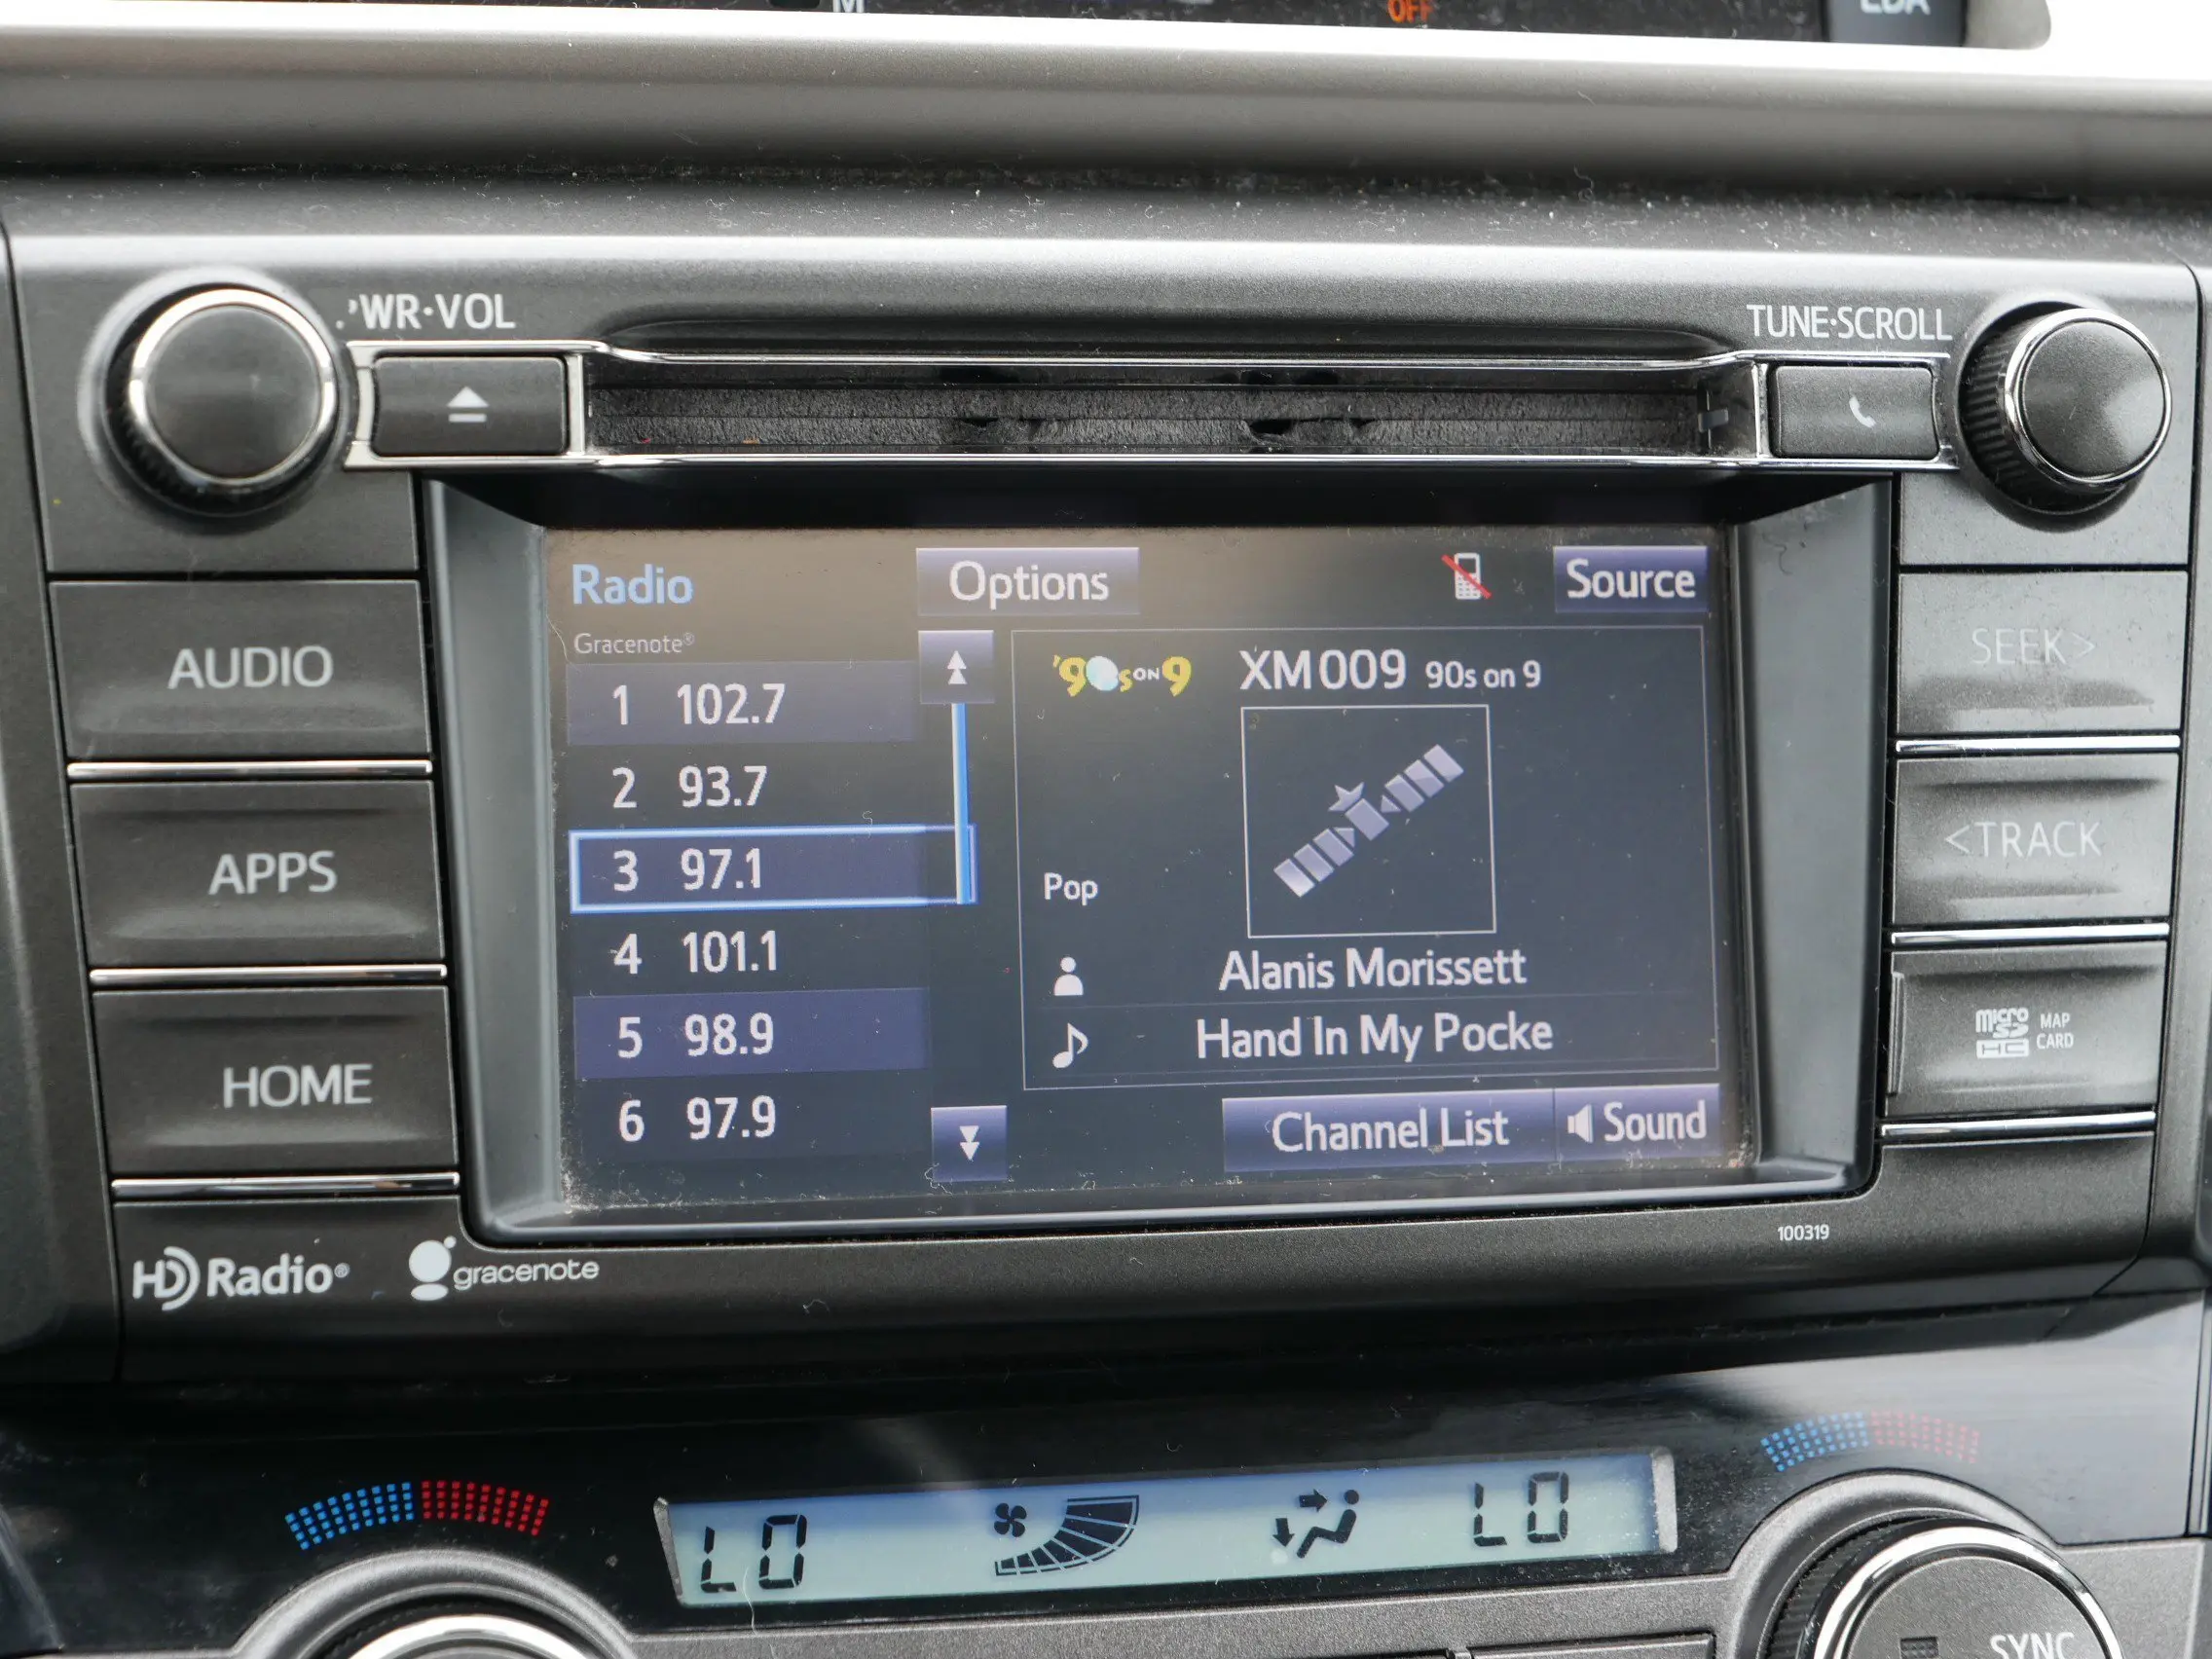 OFF
'WR·VOL
TUNE·SCROLL
Radio
Options
Source
Gracenote®
'90s ON 9
XM009 90s on 9
1 102.7
2 93.7
3 97.1
4 101.1
5 98.9
6 97.9
Pop
Alanis Morissett
Hand In My Pocke
Channel List
Sound
AUDIO
APPS
HOME
SEEK>
<TRACK
micro SD HC
MAP
CARD
100319
HD Radio®
gracenote
LO
LO
SYNC